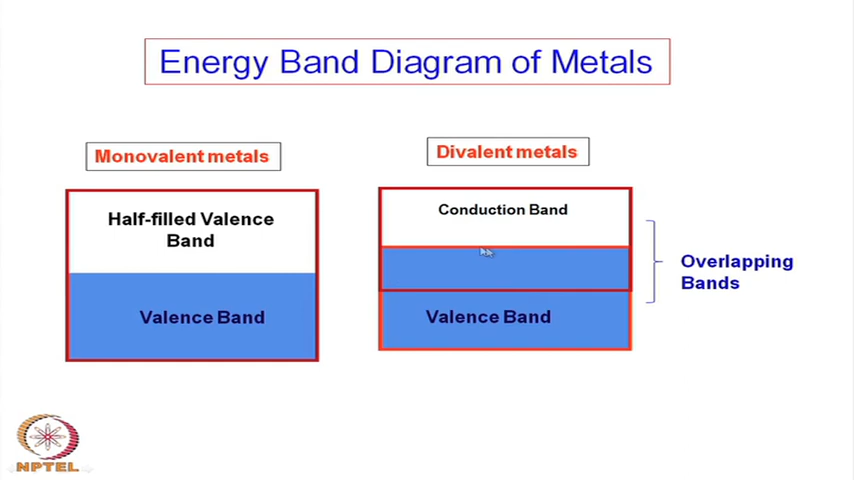 Energy Band Diagram of Metals
Monovalent metals
Divalent metals
Half-filled Valence
Band
Valence Band
Conduction Band
Valence Band
Overlapping
Bands
NPTEL